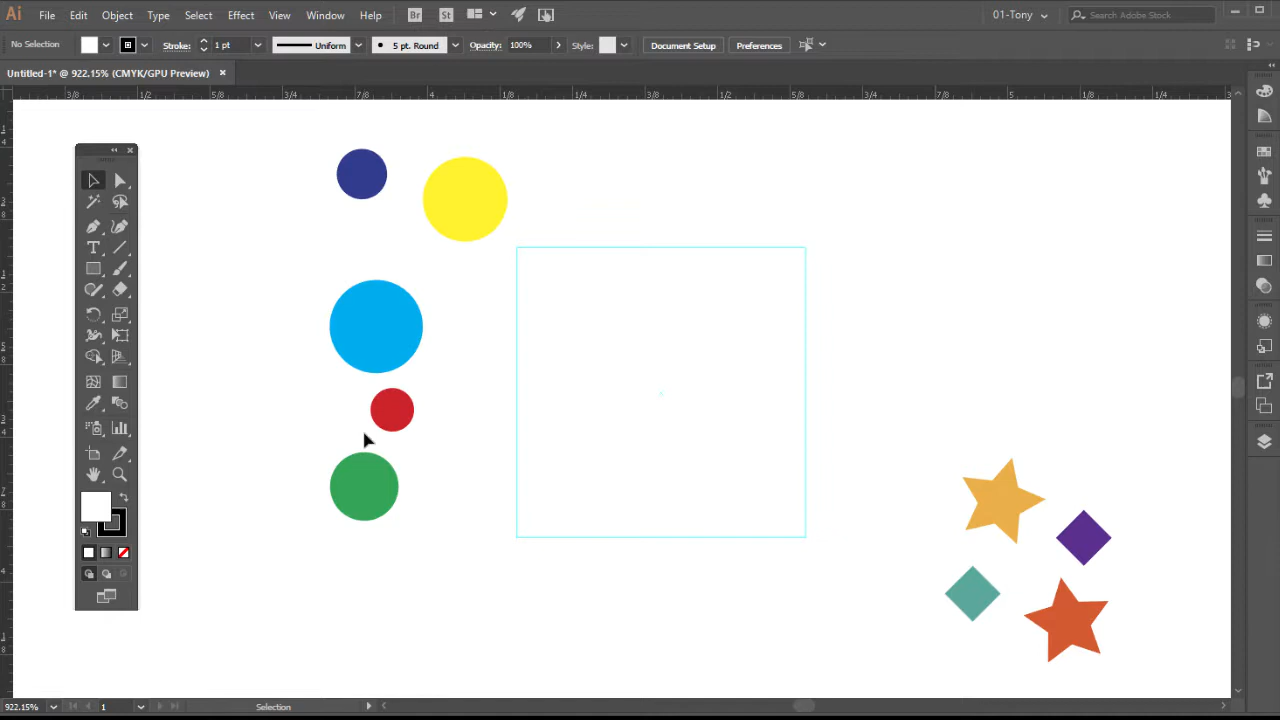 Ai File Edit Object Type Select Effect View Window Help Br St 01-Tony Search Adobe Stock
No Selection Stroke: 1 pt Uniform 5 pt. Round Opacity: 100% Style: Document Setup Preferences
Untitled-1* @ 922.15% (CMYK/GPU Preview) ×
3/8 1/2 5/8 3/4 7/8 4 1/8 1/4 3/8 1/2 5/8 3/4 7/8 5 1/8 1/4
922.15% 1 Selection